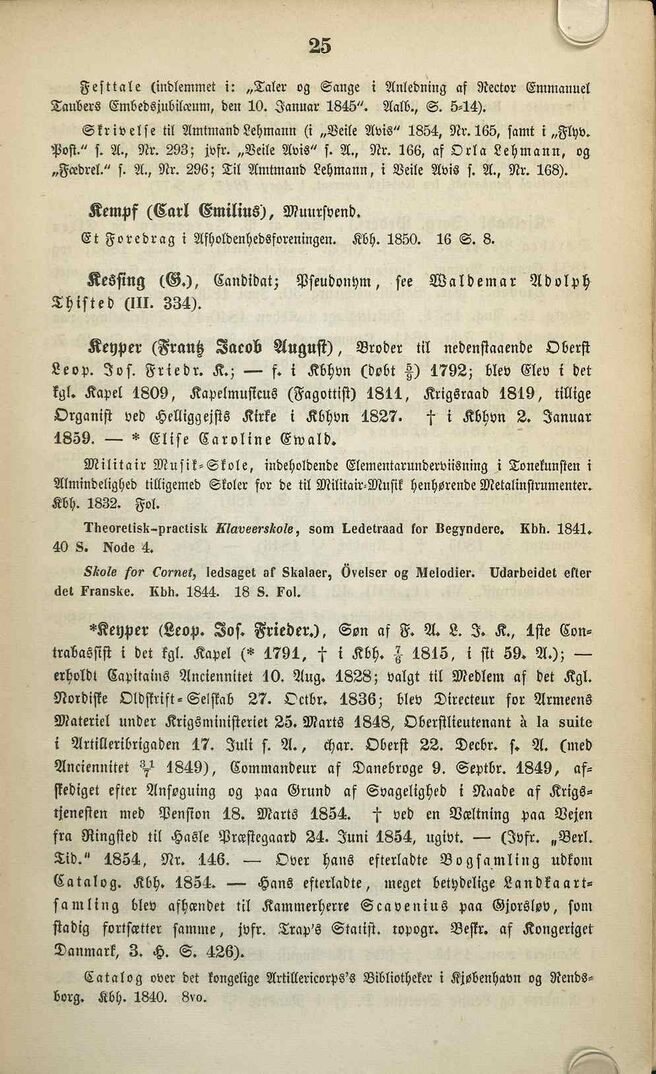 25
Festtale (indlemmet i: „Taler og Sange i Anledning af Rector Emmanuel
Taubers Embedsjubilæum, den 10. Januar 1845“. Aalb., S. 5-14).
Skrivelse til Amtmand Lehmann (i „Veile Avis“ 1854, Nr. 165, samt i „Flyv.
Post.“ s. A., Nr. 293; jvfr. „Veile Avis“ s. A., Nr. 166, af Orla Lehmann, og
„Fædrel.“ s. A., Nr. 296; Til Amtmand Lehmann, i Veile Avis s. A., Nr. 168).
Kempf (Carl Emilius), Muursvend.
Et Foredrag i Afholdenhedsforeningen. Kbh. 1850. 16 S. 8.
Kessing (G.), Candidat; Pseudonym, see Waldemar Adolph
Thisted (III. 334).
Keyper (Frantz Jacob August), Broder til nedenstaaende Oberst
Leop. Jos. Friedr. K.; — f. i Kbhvn (døbt 5/9) 1792; blev Elev i det
kgl. Kapel 1809, Kapelmusicus (Fagottist) 1811, Krigsraad 1819, tillige
Organist ved Helliggejsts Kirke i Kbhvn 1827. † i Kbhvn 2. Januar
1859. — * Elise Caroline Ewald.
Militair Musik-Skole, indeholdende Elementarunderviisning i Tonekunsten i
Almindelighed tilligemed Skoler for de til Militair-Musik henhørende Metalinstrumenter.
Kbh. 1832. Fol.
Theoretisk-practisk Klaveerskole, som Ledetraad for Begyndere. Kbh. 1841.
40 S. Node 4.
Skole for Cornet, ledsaget af Skalaer, Övelser og Melodier. Udarbeidet efter
det Franske. Kbh. 1844. 18 S. Fol.
*Keyper (Leop. Jos. Frieder.), Søn af F. A. L. J. K., 1ste Con-
trabassist i det kgl. Kapel (* 1791, † i Kbh. 7/6 1815, i sit 59. A.); —
erholdt Capitains Anciennitet 10. Aug. 1828; valgt til Medlem af det Kgl.
Nordiske Oldskrift-Selskab 27. Octbr. 1836; blev Directeur for Armeens
Materiel under Krigsministeriet 25. Marts 1848, Oberstlieutenant à la suite
i Artilleribrigaden 17. Juli s. A., char. Oberst 22. Decbr. s. A. (med
Anciennitet 31/7 1849), Commandeur af Danebroge 9. Septbr. 1849, af-
skediget efter Ansøguing og paa Grund af Svagelighed i Naade af Krigs-
tjenesten med Pension 18. Marts 1854. † ved en Væltning paa Vejen
fra Ringsted til Hasle Præstegaard 24. Juni 1854, ugivt. — (Jvfr. „Berl.
Tid.“ 1854, Nr. 146. — Over hans efterladte Bogsamling udkom
Catalog. Kbh. 1854. — Hans efterladte, meget betydelige Landkaart-
samling blev afhændet til Kammerherre Scavenius paa Gjorsløv, som
stadig fortsætter samme, jvfr. Trap's Statist. topogr. Beskr. af Kongeriget
Danmark, 3. H. S. 426).
Catalog over det kongelige Artillericorps's Bibliotheker i Kjøbenhavn og Rends-
borg. Kbh. 1840. 8vo.